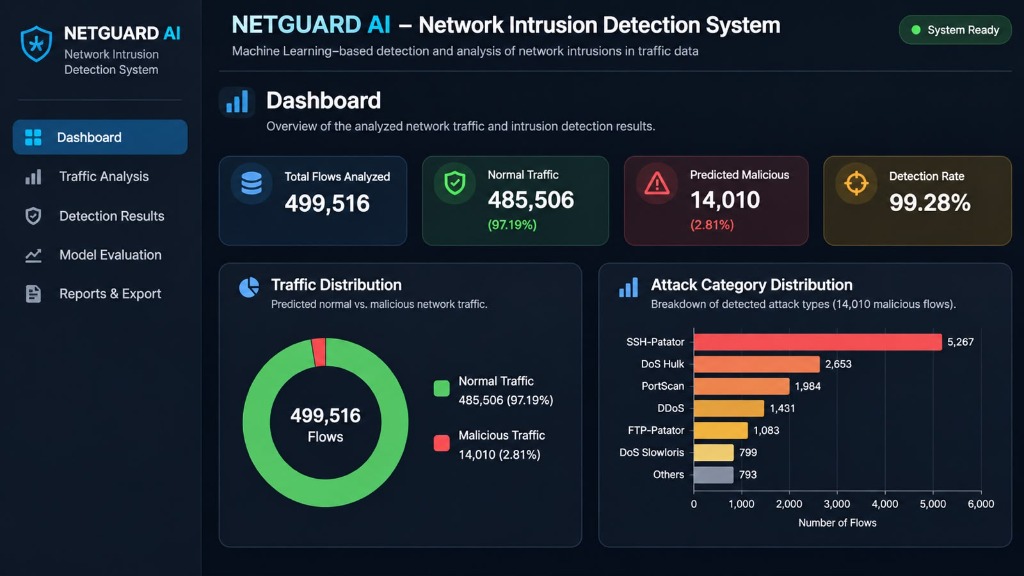 NETGUARD AI
Network Intrusion
Detection System
Dashboard
Traffic Analysis
Detection Results
Model Evaluation
Reports & Export
NETGUARD AI – Network Intrusion Detection System
Machine Learning–based detection and analysis of network intrusions in traffic data
System Ready
Dashboard
Overview of the analyzed network traffic and intrusion detection results.
Total Flows Analyzed
499,516
Normal Traffic
485,506
(97.19%)
Predicted Malicious
14,010
(2.81%)
Detection Rate
99.28%
Traffic Distribution
Predicted normal vs. malicious network traffic.
499,516
Flows
Normal Traffic
485,506 (97.19%)
Malicious Traffic
14,010 (2.81%)
Attack Category Distribution
Breakdown of detected attack types (14,010 malicious flows).
SSH-Patator 5,267
DoS Hulk 2,653
PortScan 1,984
DDoS 1,431
FTP-Patator 1,083
DoS Slowloris 799
Others 793
0 1,000 2,000 3,000 4,000 5,000 6,000
Number of Flows